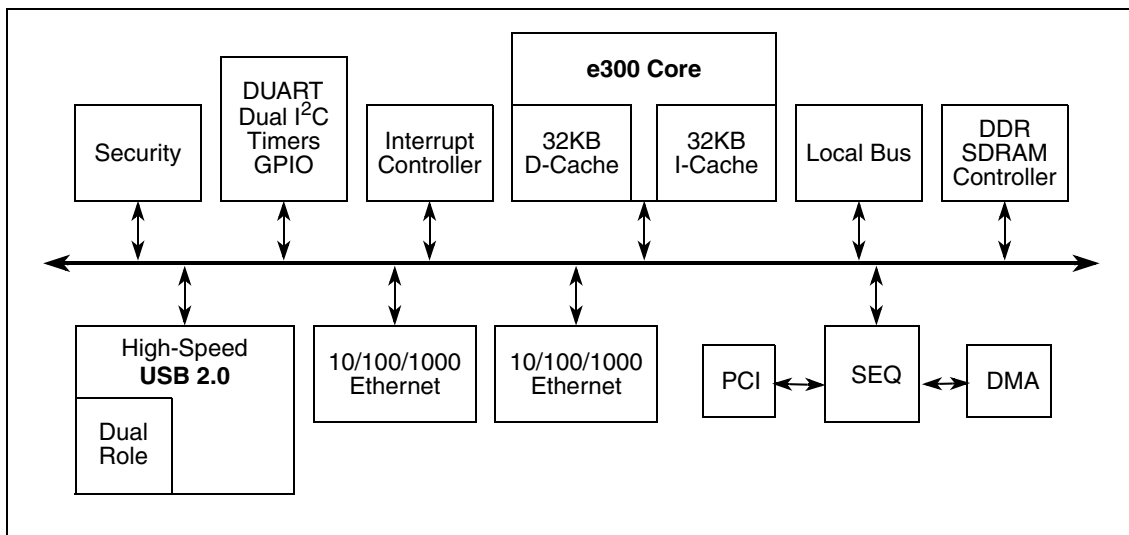 Security
DUART
Dual I²C
Timers
GPIO
Interrupt
Controller
e300 Core
32KB
D-Cache
32KB
I-Cache
Local Bus
DDR
SDRAM
Controller
High-Speed
USB 2.0
Dual
Role
10/100/1000
Ethernet
10/100/1000
Ethernet
PCI
SEQ
DMA